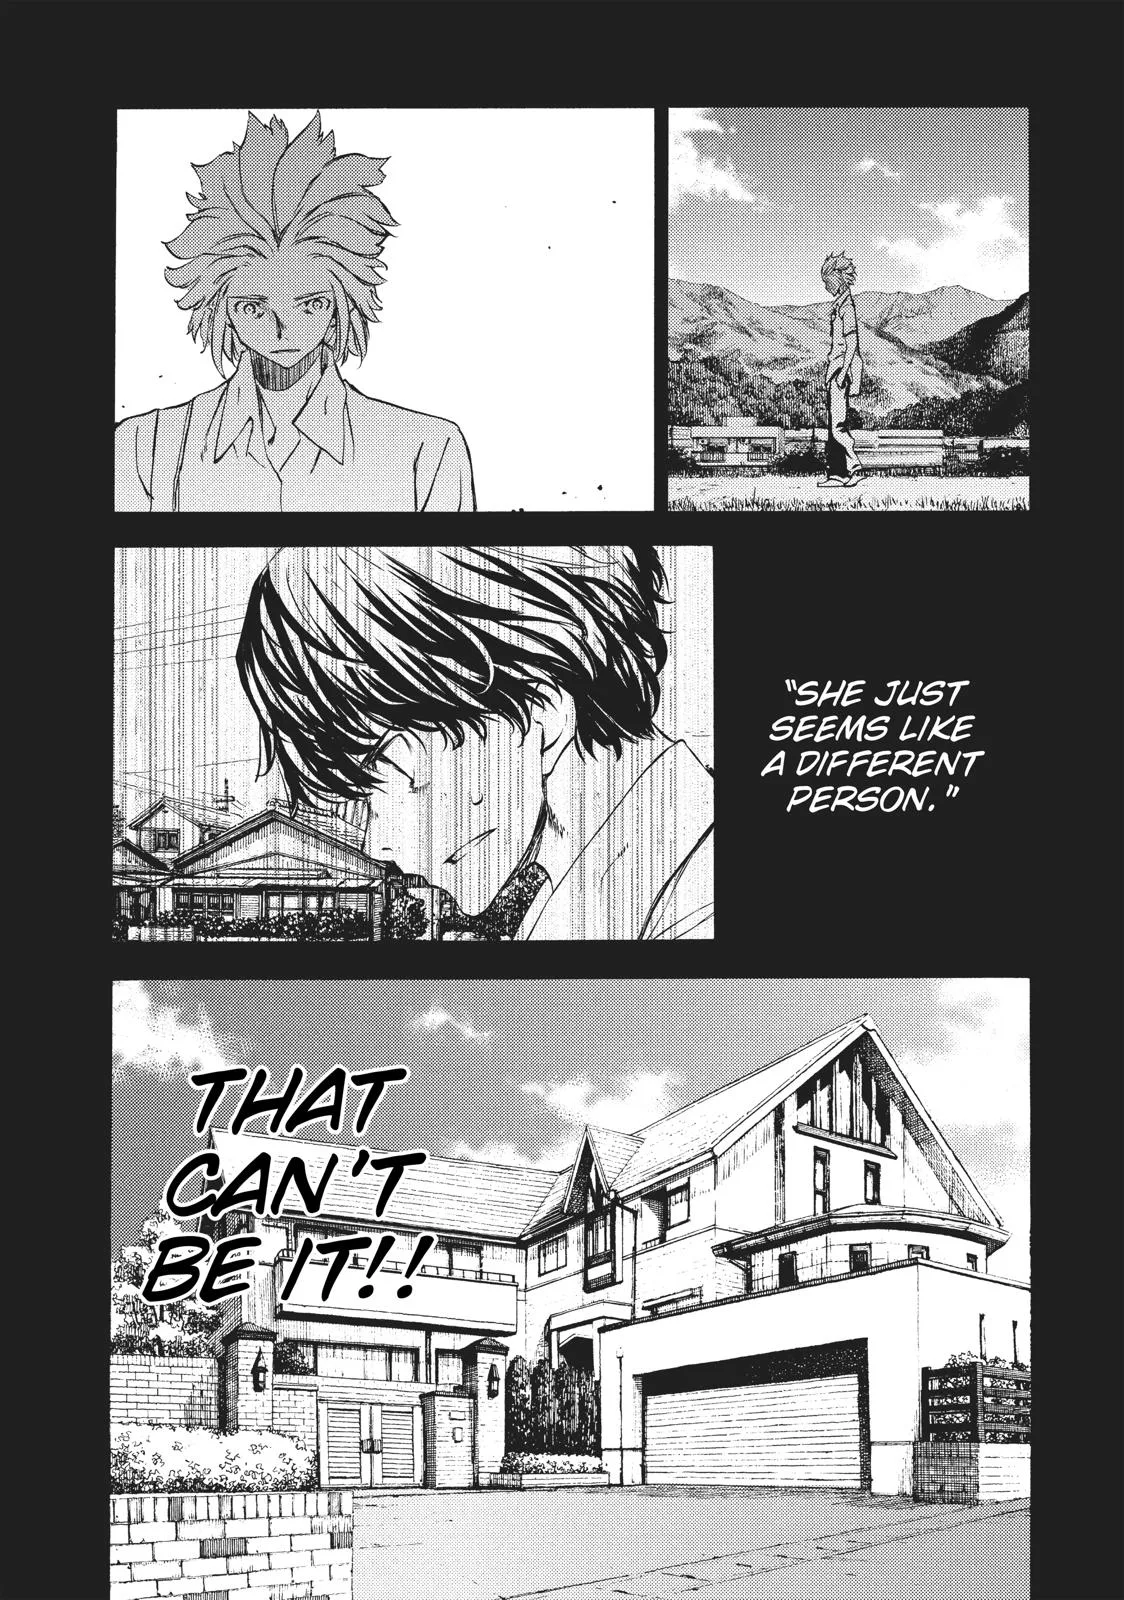 "SHE JUST
SEEMS LIKE
A DIFFERENT
PERSON."
THAT
CAN'T
BE IT!!